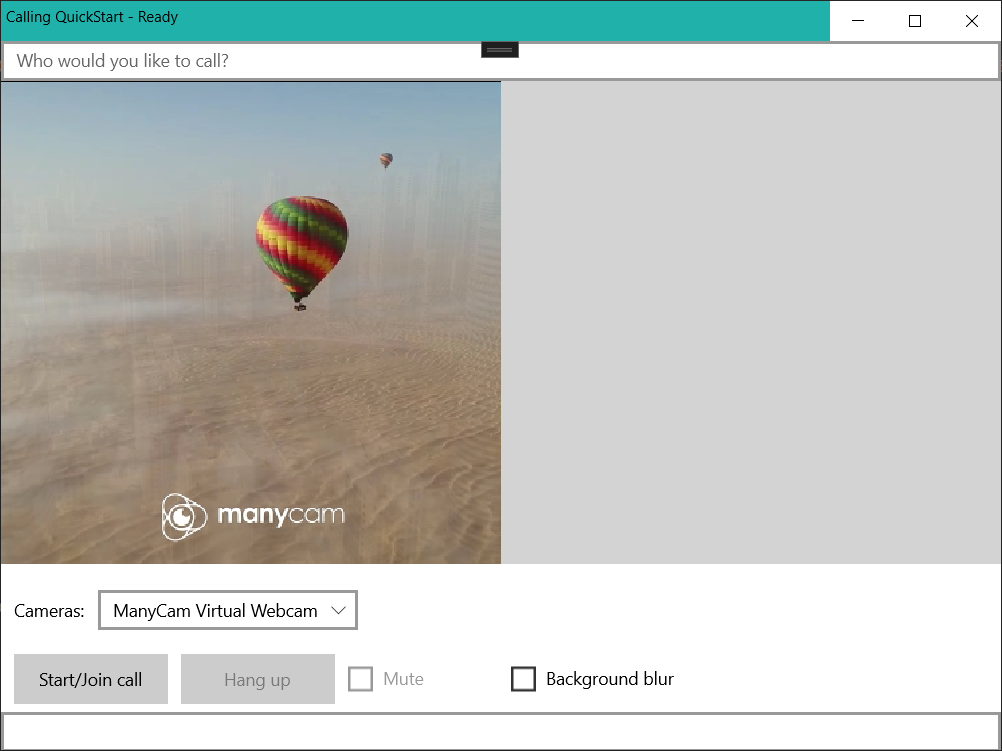 Calling QuickStart - Ready
Who would you like to call?
manycam
Cameras:
ManyCam Virtual Webcam
Start/Join call
Hang up
Mute
Background blur